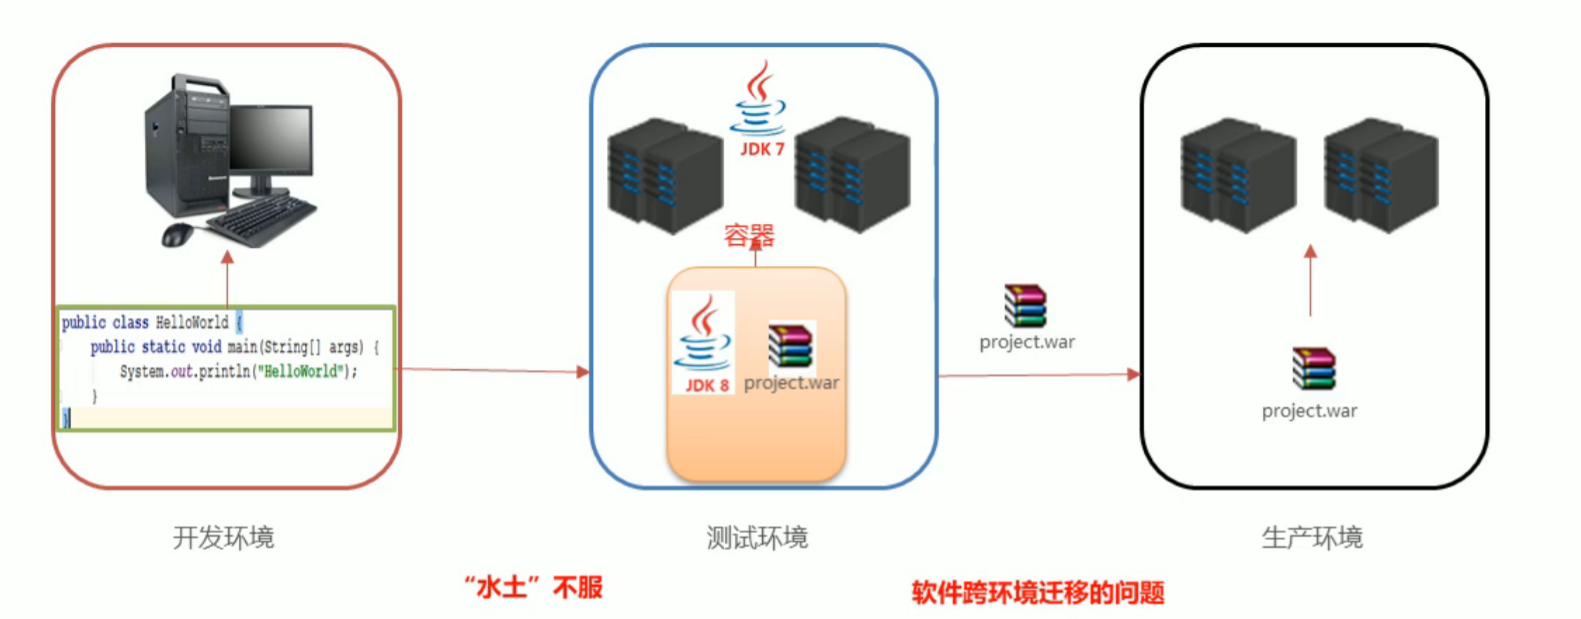 JDK 7
容器
public class HelloWorld {
public static void main(String[] args) {
System.out.println("HelloWorld");
}
}
JDK 8
project.war
project.war
project.war
开发环境
测试环境
生产环境
“水土”不服
软件跨环境迁移的问题